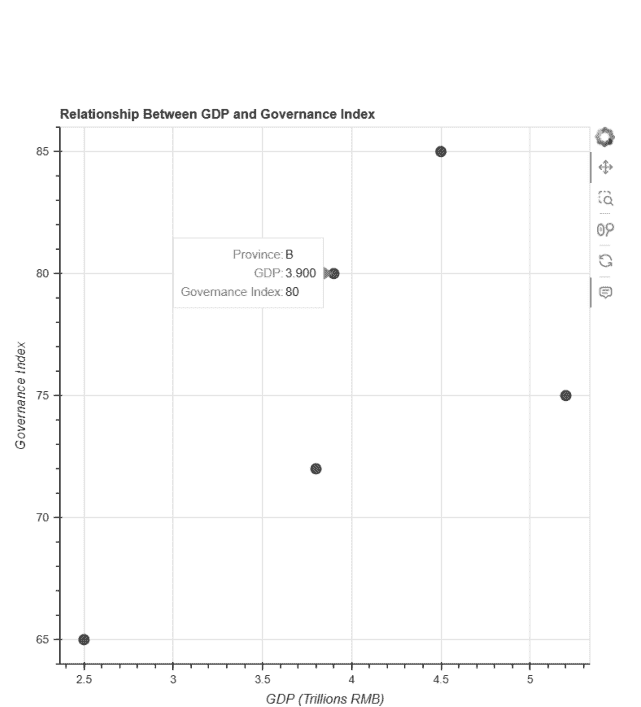 Relationship Between GDP and Governance Index
85
80
75
70
65
Governance Index
Province: B
GDP: 3.900
Governance Index: 80
2.5 3 3.5 4 4.5 5
GDP (Trillions RMB)